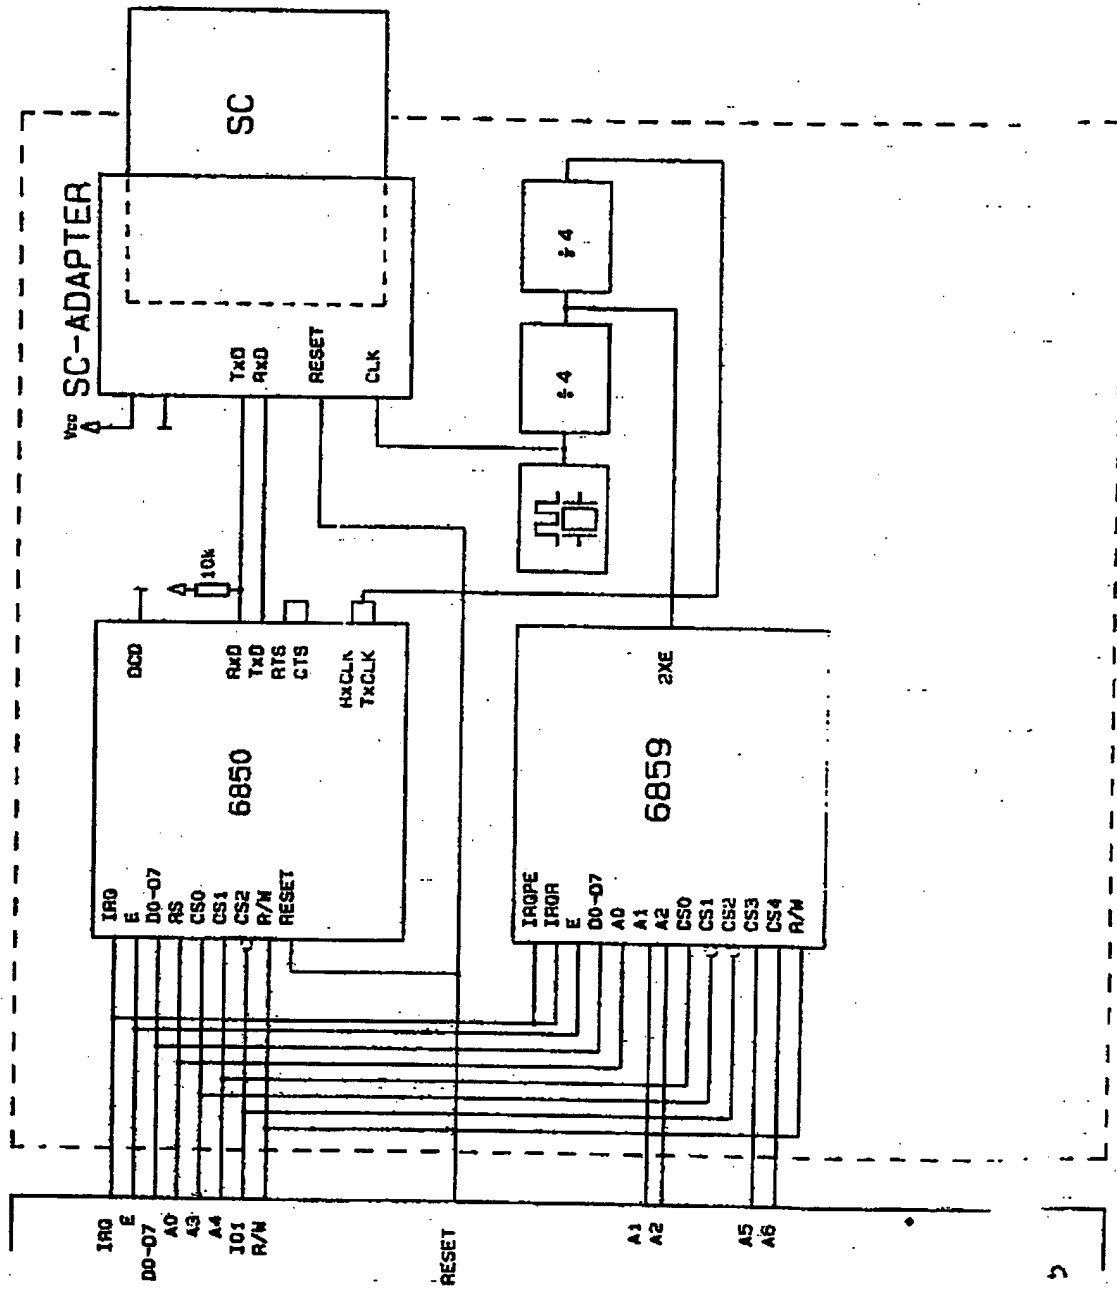 SC
SC-ADAPTER
Vcc
TxD
RxD
RESET
CLK
÷4
÷4
10k
DCD
RxD
TxD
RTS
CTS
RxCLK
TxCLK
6850
IRQ
E
D0-D7
RS
CS0
CS1
CS2
R/W
RESET
2XE
6859
IRQPE
IRQR
E
D0-D7
A0
A1
A2
CS0
CS1
CS2
CS3
CS4
R/W
IRQ
E
D0-D7
A0
A3
A4
IO1
R/W
RESET
A1
A2
A5
A6
5